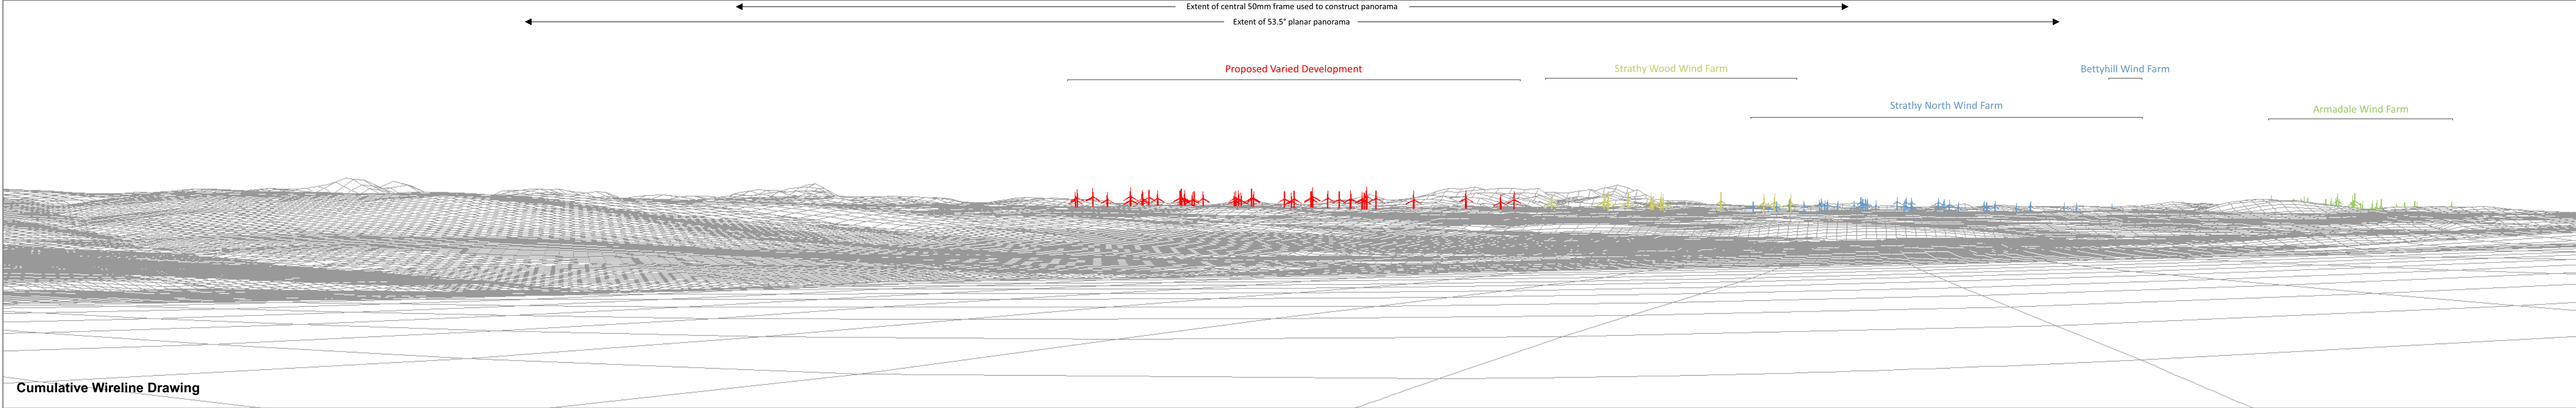 Extent of central 50mm frame used to construct panorama
Extent of 53.5° planar panorama
Proposed Varied Development
Strathy Wood Wind Farm
Bettyhill Wind Farm
Strathy North Wind Farm
Armadale Wind Farm
Cumulative Wireline Drawing